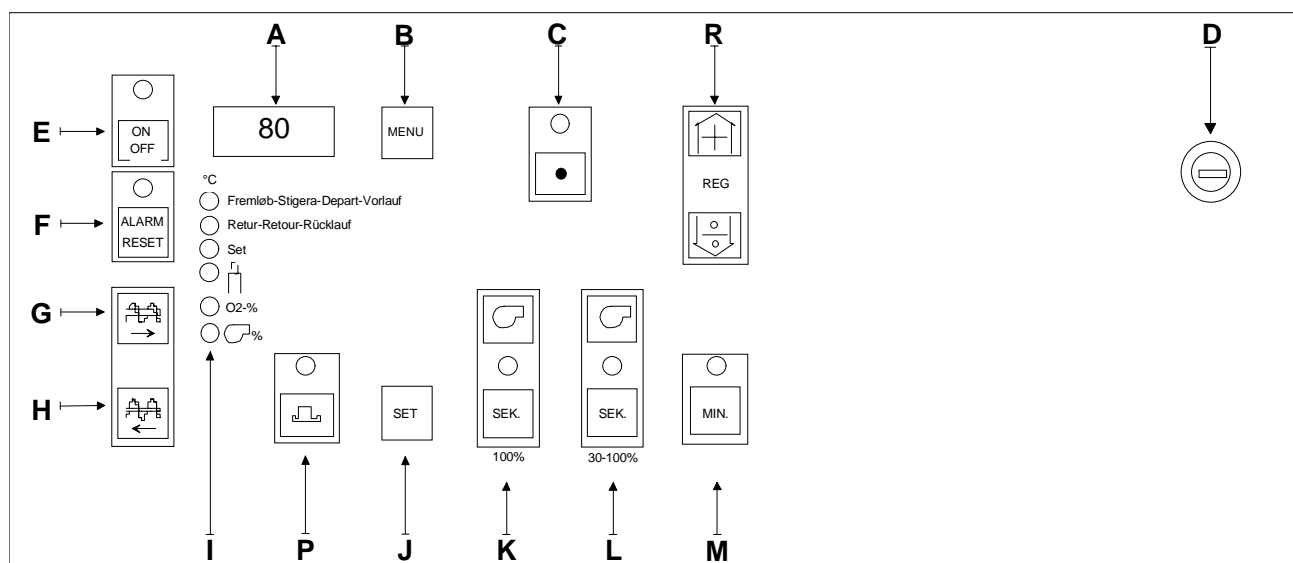 A B C R D
E
ON
OFF
80
MENU
°C
Fremløb-Stigera-Depart-Vorlauf
F
ALARM
RESET
REG
Retur-Retour-Rücklauf
Set
G
O2-%
%
H
SET
SEK.
SEK.
MIN.
100%
30-100%
I P J K L M